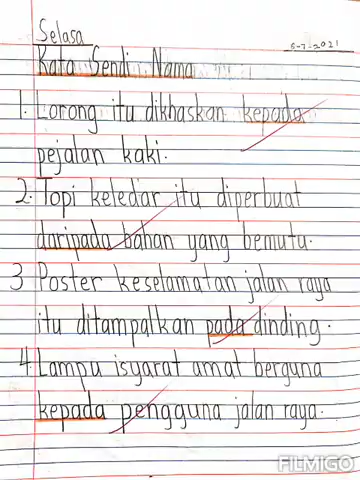 Selasa
6-7-2021
Kata Sendi Nama
1. Lorong itu dikhaskan kepada
pejalan kaki.
2. Topi keledar itu diperbuat
daripada bahan yang bemutu.
3 Poster keselamatan jalan raya
itu ditampalkan pada dinding.
4. Lampu isyarat amat berguna
kepada pengguna jalan raya.
FILMIGO